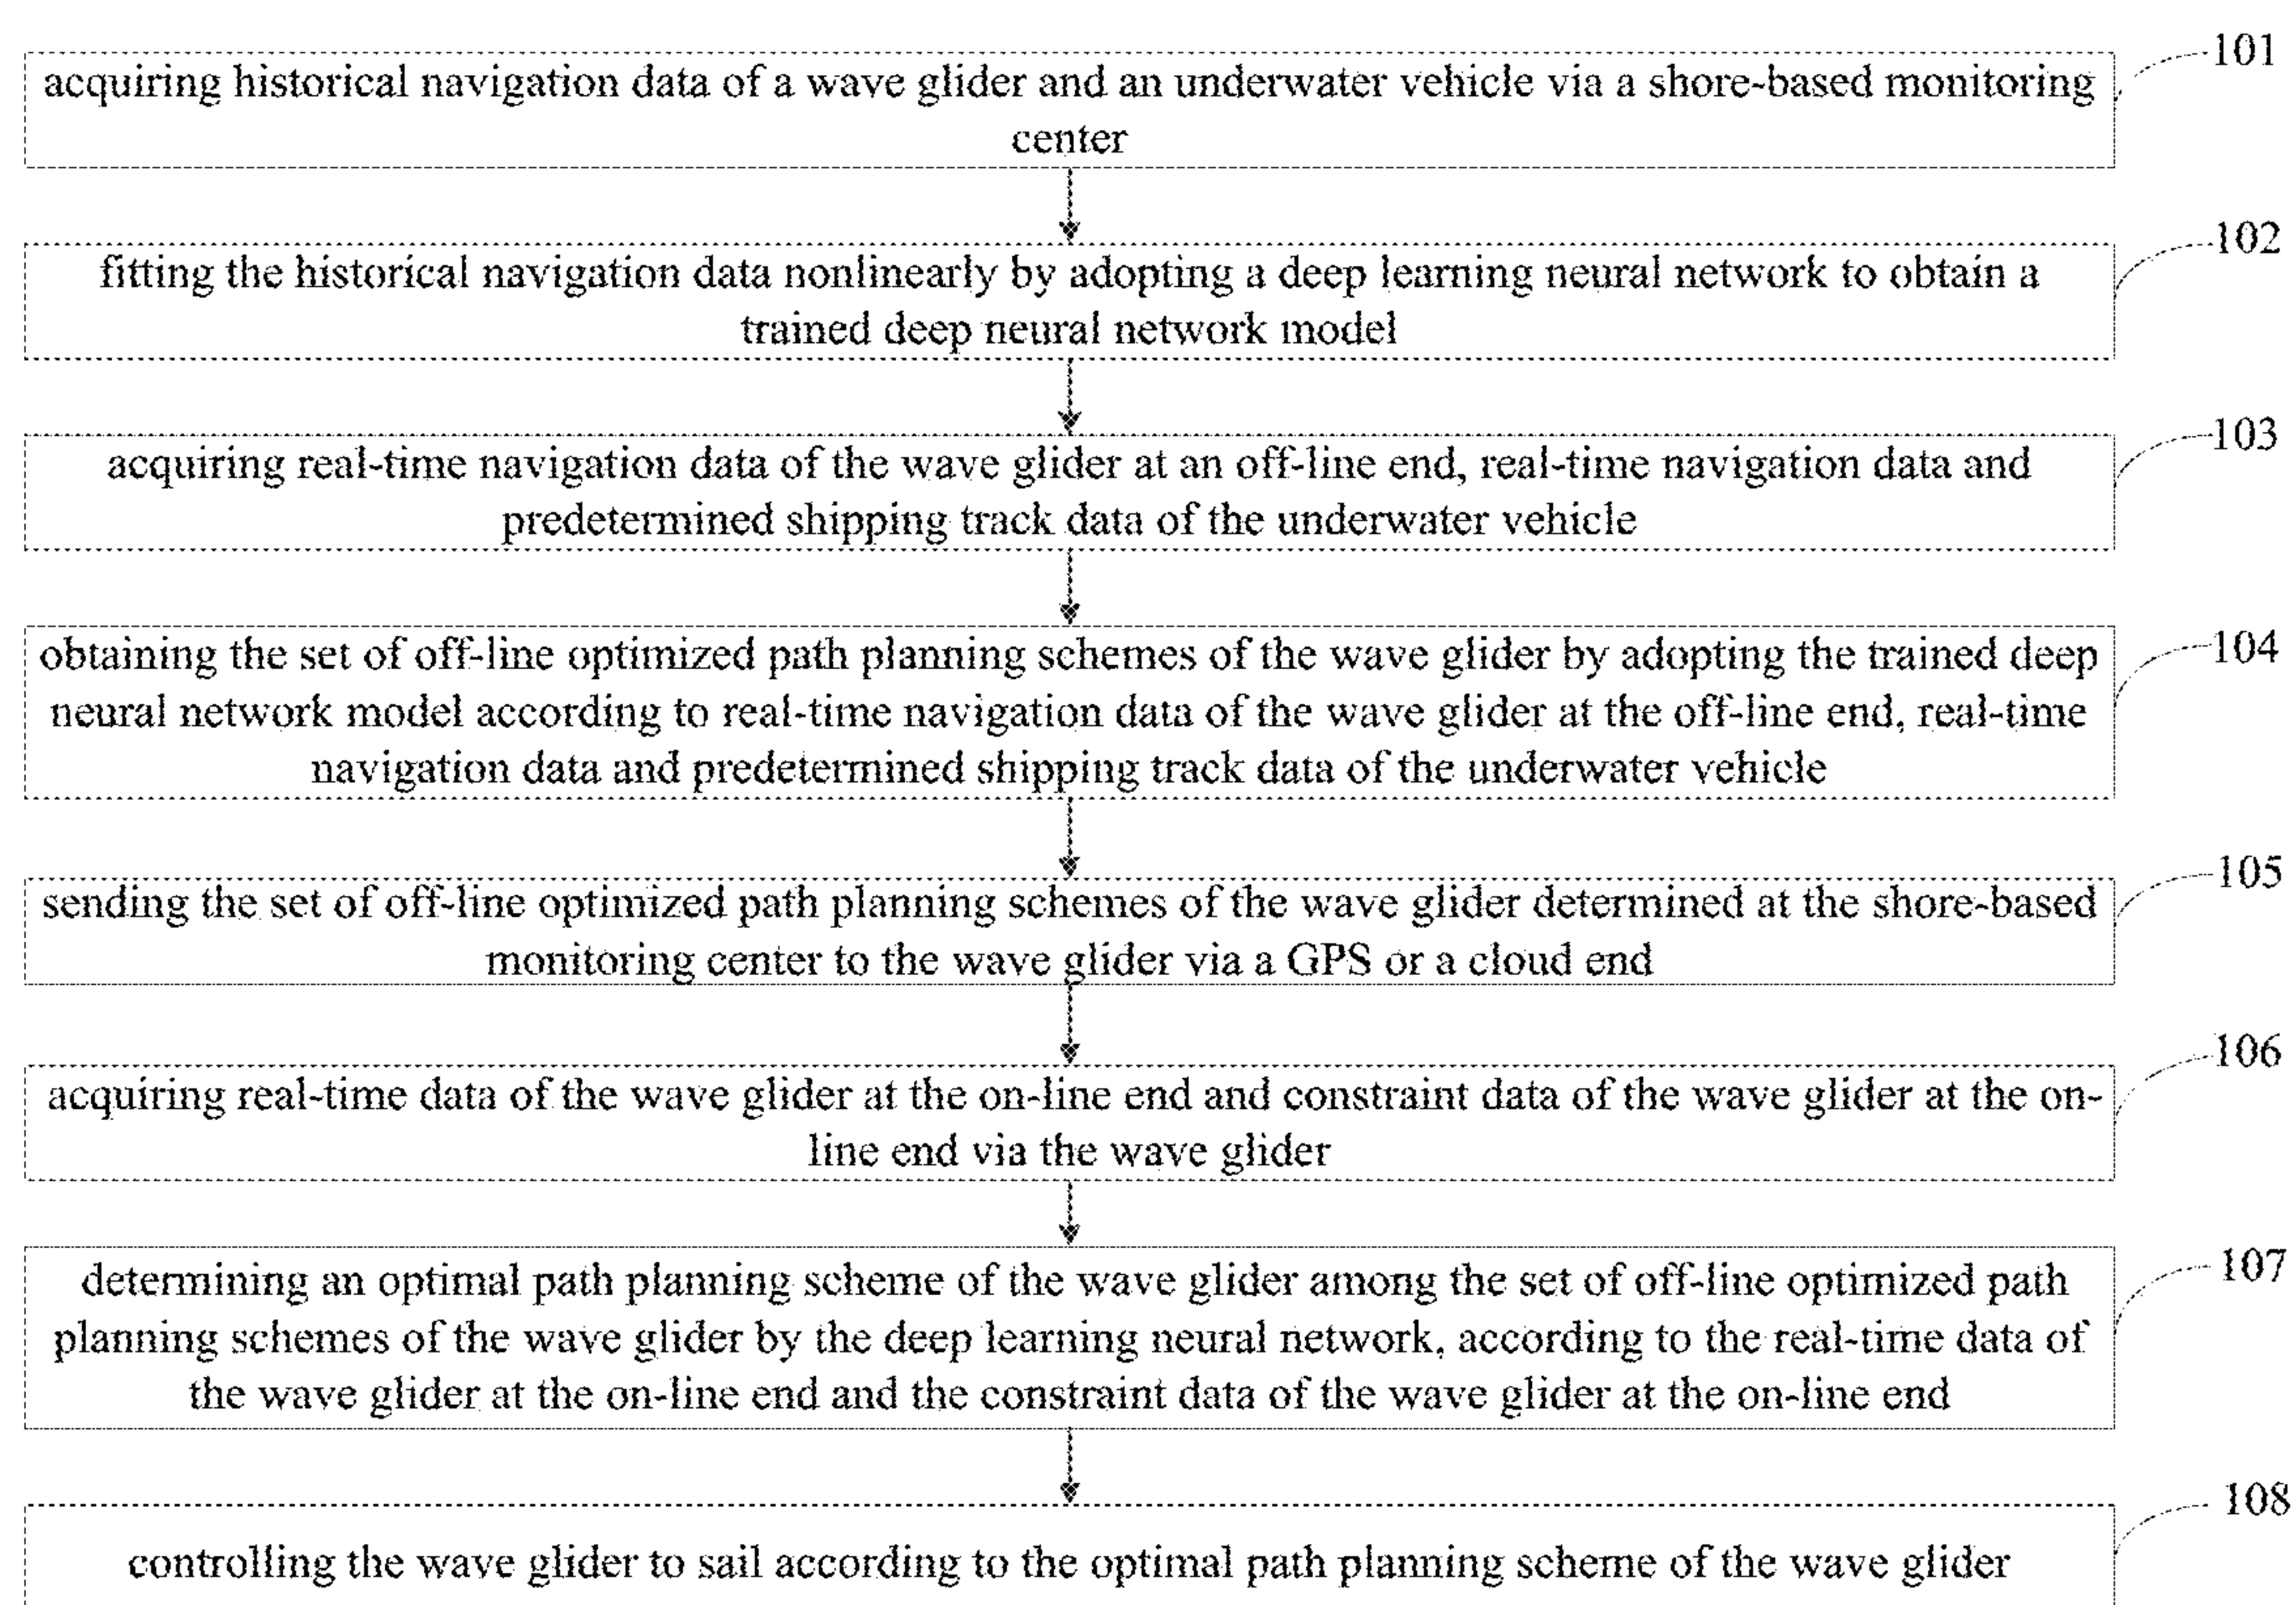 101
acquiring historical navigation data of a wave glider and an underwater vehicle via a shore-based monitoring
center
102
fitting the historical navigation data nonlinearly by adopting a deep learning neural network to obtain a
trained deep neural network model
103
acquiring real-time navigation data of the wave glider at an off-line end, real-time navigation data and
predetermined shipping track data of the underwater vehicle
104
obtaining the set of off-line optimized path planning schemes of the wave glider by adopting the trained deep
neural network model according to real-time navigation data of the wave glider at the off-line end, real-time
navigation data and predetermined shipping track data of the underwater vehicle
105
sending the set of off-line optimized path planning schemes of the wave glider determined at the shore-based
monitoring center to the wave glider via a GPS or a cloud end
106
acquiring real-time data of the wave glider at the on-line end and constraint data of the wave glider at the on-
line end via the wave glider
107
determining an optimal path planning scheme of the wave glider among the set of off-line optimized path
planning schemes of the wave glider by the deep learning neural network, according to the real-time data of
the wave glider at the on-line end and the constraint data of the wave glider at the on-line end
108
controlling the wave glider to sail according to the optimal path planning scheme of the wave glider